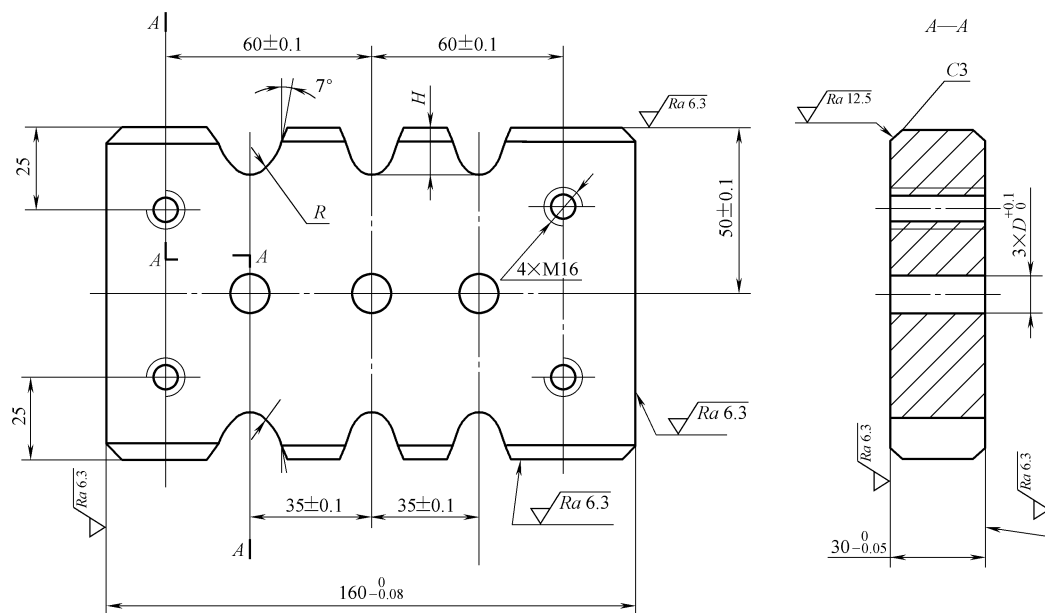 A
60±0.1
60±0.1
A—A
7°
H
C3
Ra 6.3
Ra 12.5
25
R
50±0.1
4×M16
3×D +0.1 0
A
A
25
Ra 6.3
Ra 6.3
Ra 6.3
Ra 6.3
Ra 6.3
35±0.1
35±0.1
A
30 0 -0.05
160 0 -0.08